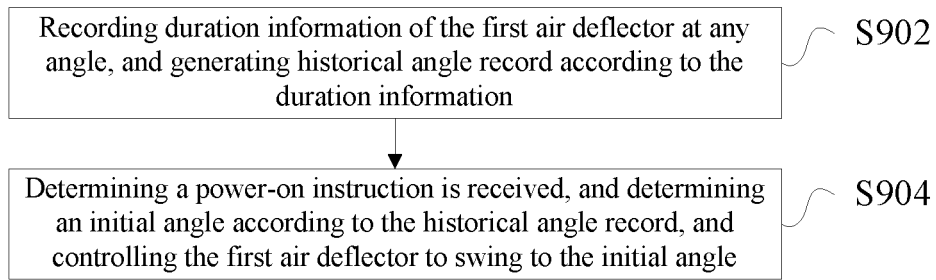 Recording duration information of the first air deflector at any
angle, and generating historical angle record according to the
duration information
S902
Determining a power-on instruction is received, and determining
an initial angle according to the historical angle record, and
controlling the first air deflector to swing to the initial angle
S904